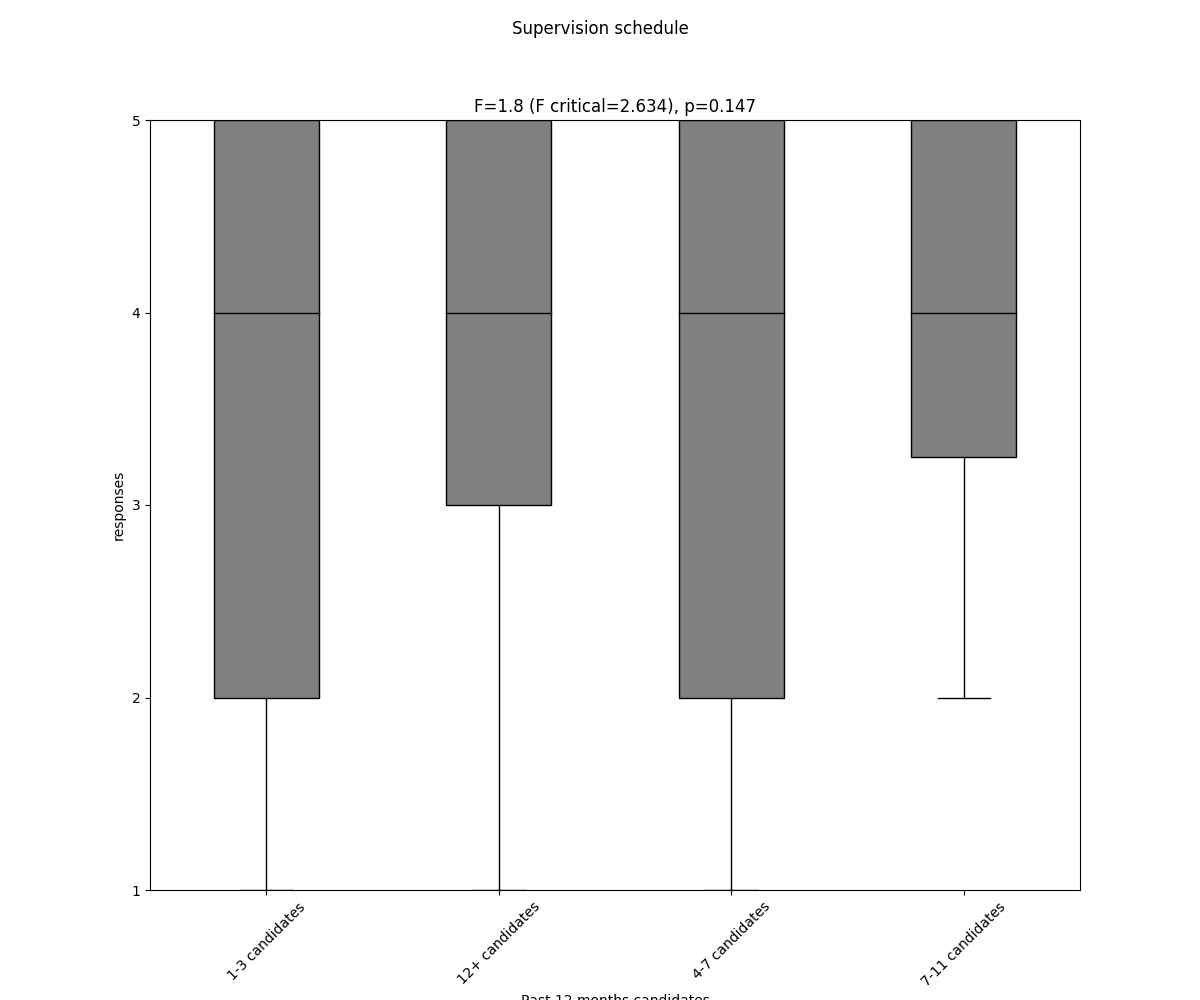 Supervision schedule
F=1.8 (F critical=2.634), p=0.147
5
4
3
2
1
responses
1-3 candidates
12+ candidates
4-7 candidates
7-11 candidates
Past 12 months candidates